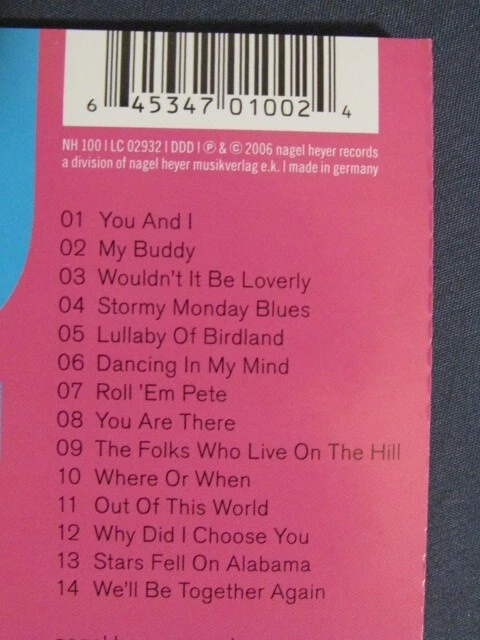 6 45347 01002 4
NH 100 I LC 02932 I DDD I ℗ & © 2006 nagel heyer records
a division of nagel heyer musikverlag e.k. I made in germany
01 You And I
02 My Buddy
03 Wouldn't It Be Loverly
04 Stormy Monday Blues
05 Lullaby Of Birdland
06 Dancing In My Mind
07 Roll 'Em Pete
08 You Are There
09 The Folks Who Live On The Hill
10 Where Or When
11 Out Of This World
12 Why Did I Choose You
13 Stars Fell On Alabama
14 We'll Be Together Again